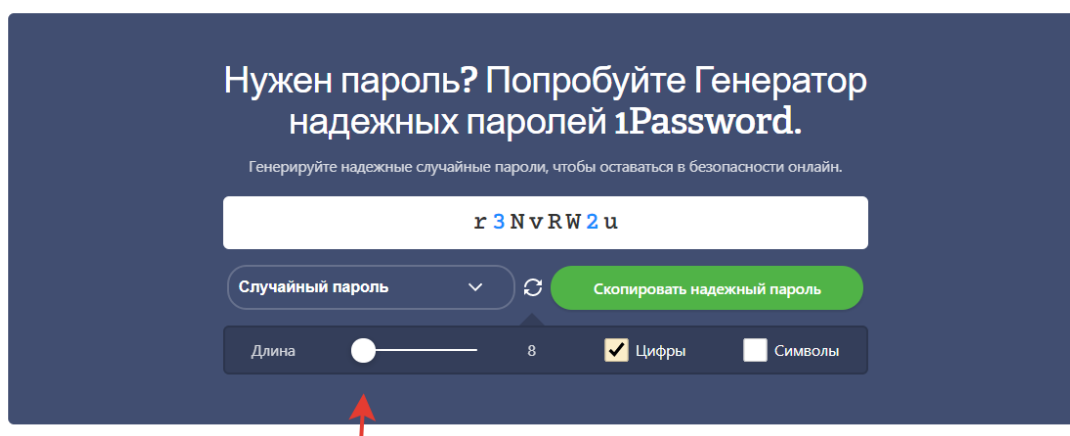 Нужен пароль? Попробуйте Генератор
надежных паролей 1Password.
Генерируйте надежные случайные пароли, чтобы оставаться в безопасности онлайн.
r3NvRW2u
Случайный пароль
Скопировать надежный пароль
Длина 8 Цифры Символы